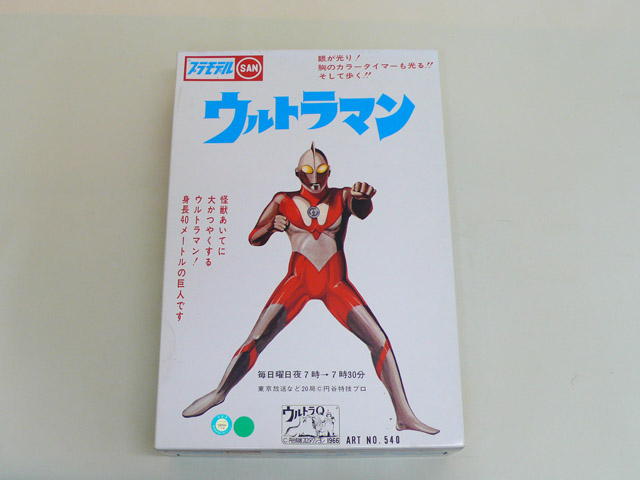 プラモデル SAN
眼が光り!
胸のカラータイマーも光る!!
そして歩く!!
ウルトラマン
怪獣あいてに
大かつやくする
ウルトラマン!
身長40メートルの巨人です
毎日曜日夜7時→7時30分
東京放送など20局©円谷特技プロ
ウルトラQ
1966
ART NO.540